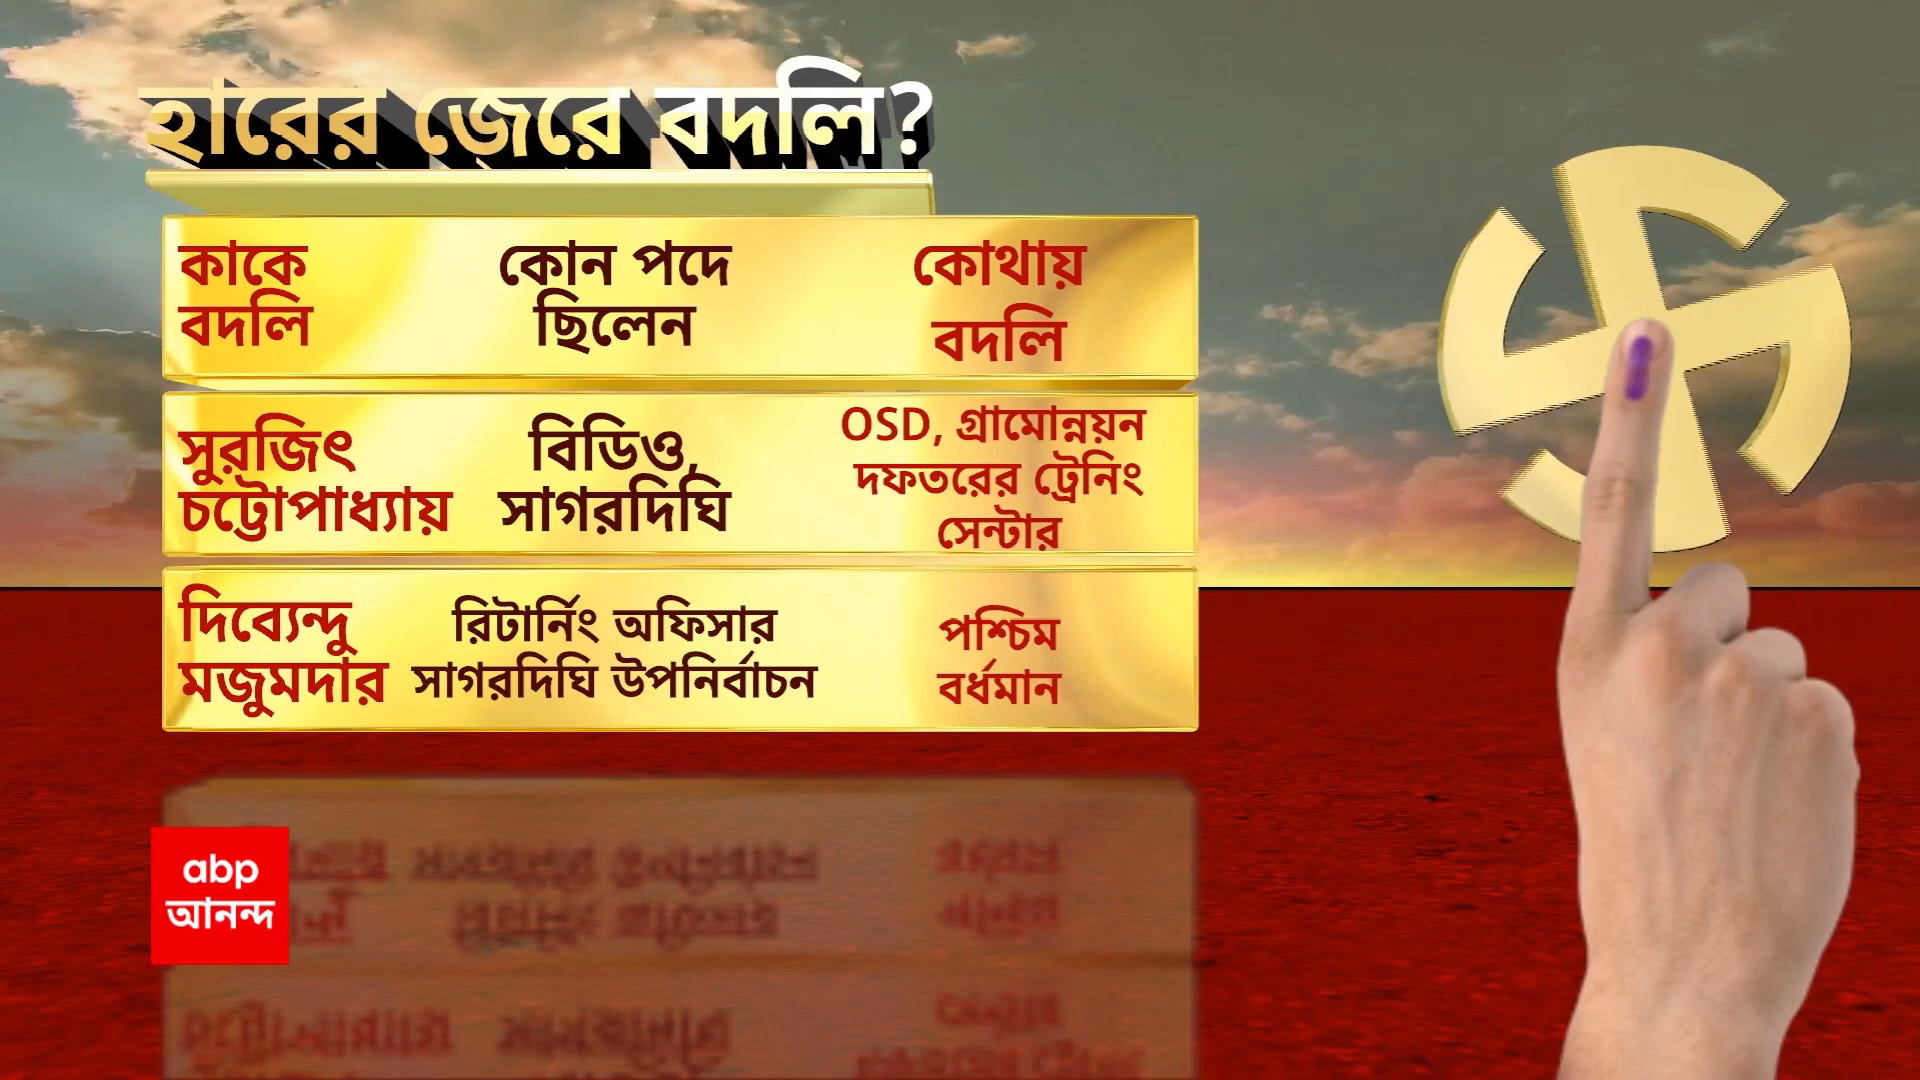 হারের জেরে বদলি?
কাকে
বদলি
কোন পদে
ছিলেন
কোথায়
বদলি
সুরজিৎ
চট্টোপাধ্যায়
বিডিও,
সাগরদিঘি
OSD, গ্রামোন্নয়ন
দফতরের ট্রেনিং
সেন্টার
দিব্যেন্দু
মজুমদার
রিটার্নিং অফিসার
সাগরদিঘি উপনির্বাচন
পশ্চিম
বর্ধমান
abp
আনন্দ